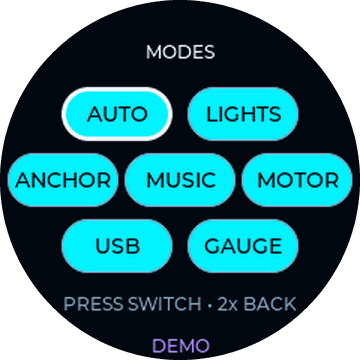 MODES
AUTO LIGHTS
ANCHOR MUSIC MOTOR
USB GAUGE
PRESS SWITCH • 2x BACK
DEMO